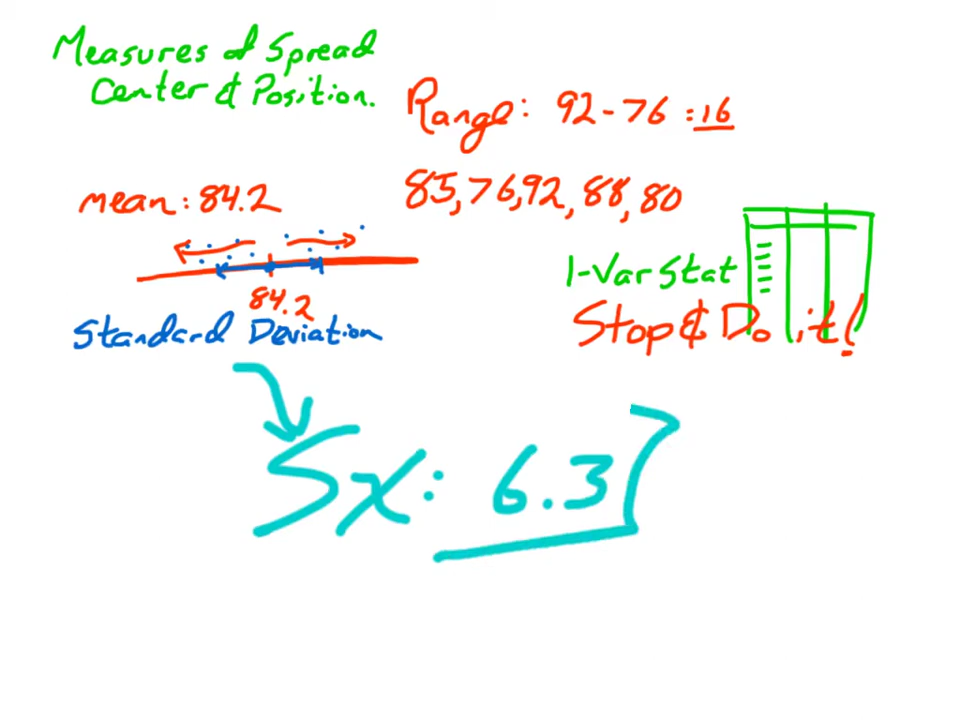 Measures of Spread
Center & Position.
Range: 92-76 =16
85,76,92,88,80
mean: 84.2
84.2
Standard Deviation
1-Var Stat
Stop & Do it!
Sx: 6.3